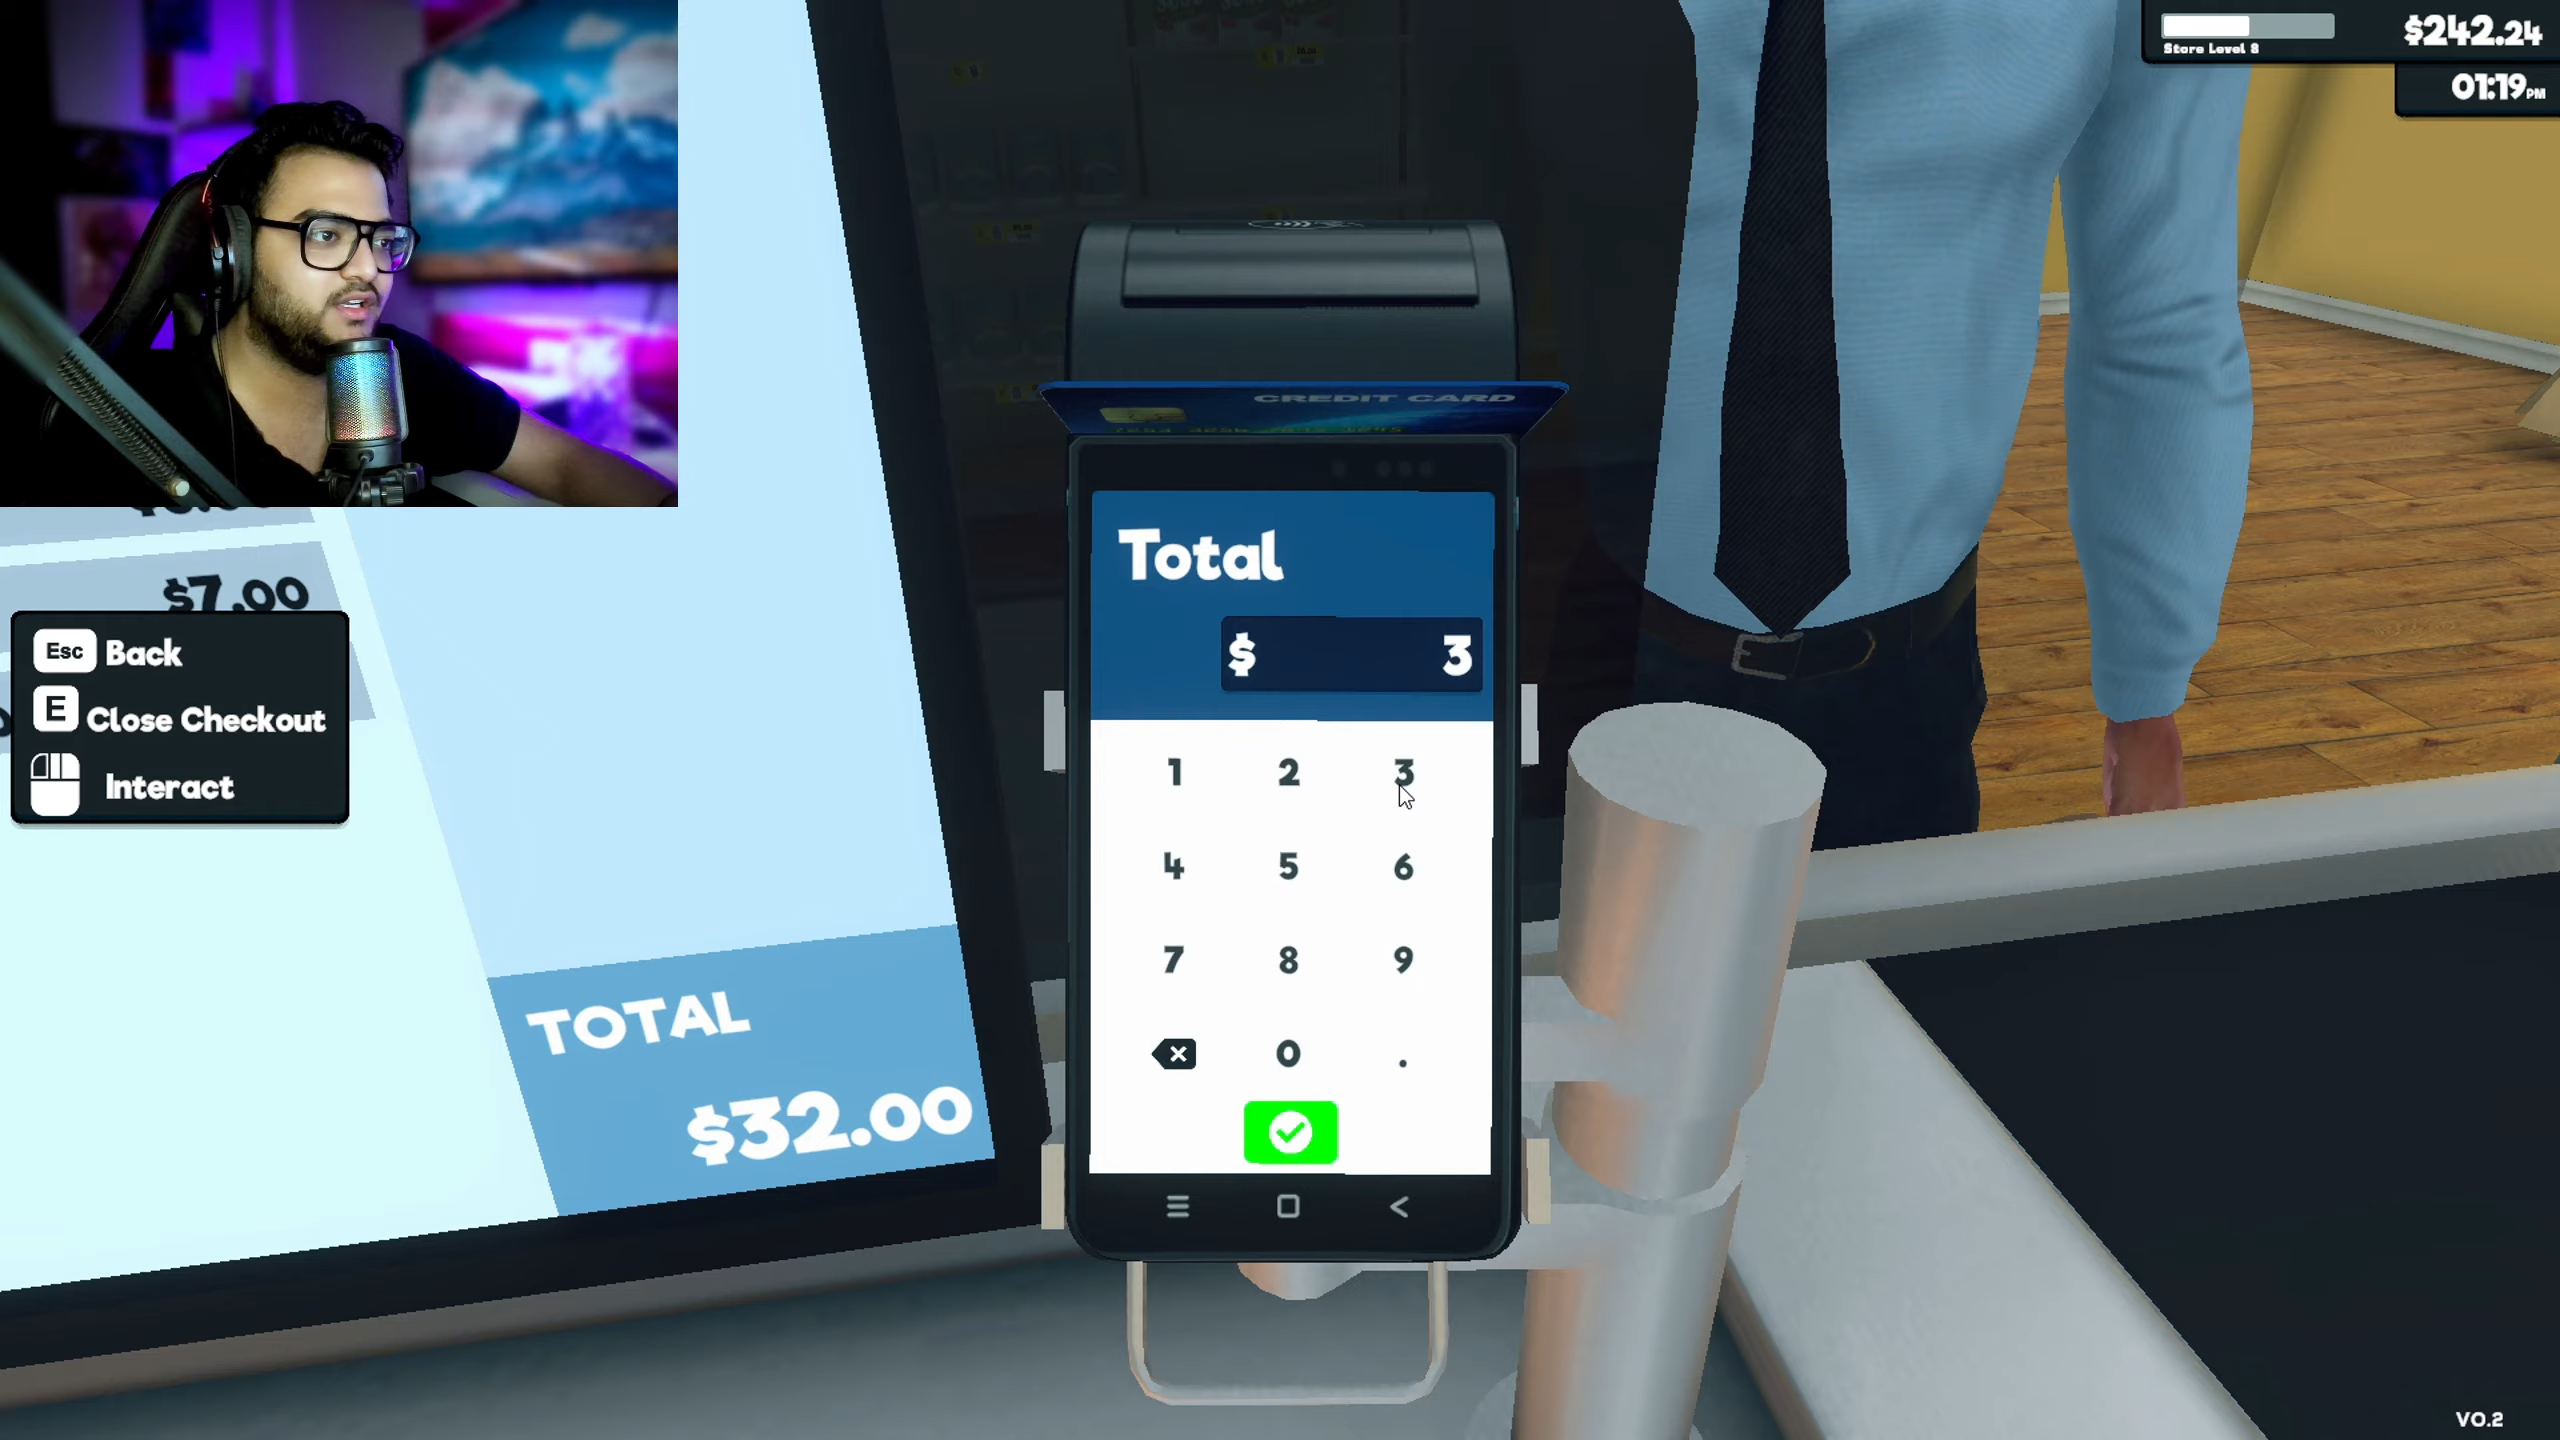 Store Level 8
$242.24
01:19PM
CREDIT CARD
$7.00
Esc Back
E Close Checkout
Interact
Total
$ 3
1 2 3
4 5 6
7 8 9
0 .
TOTAL
$32.00
V0.2